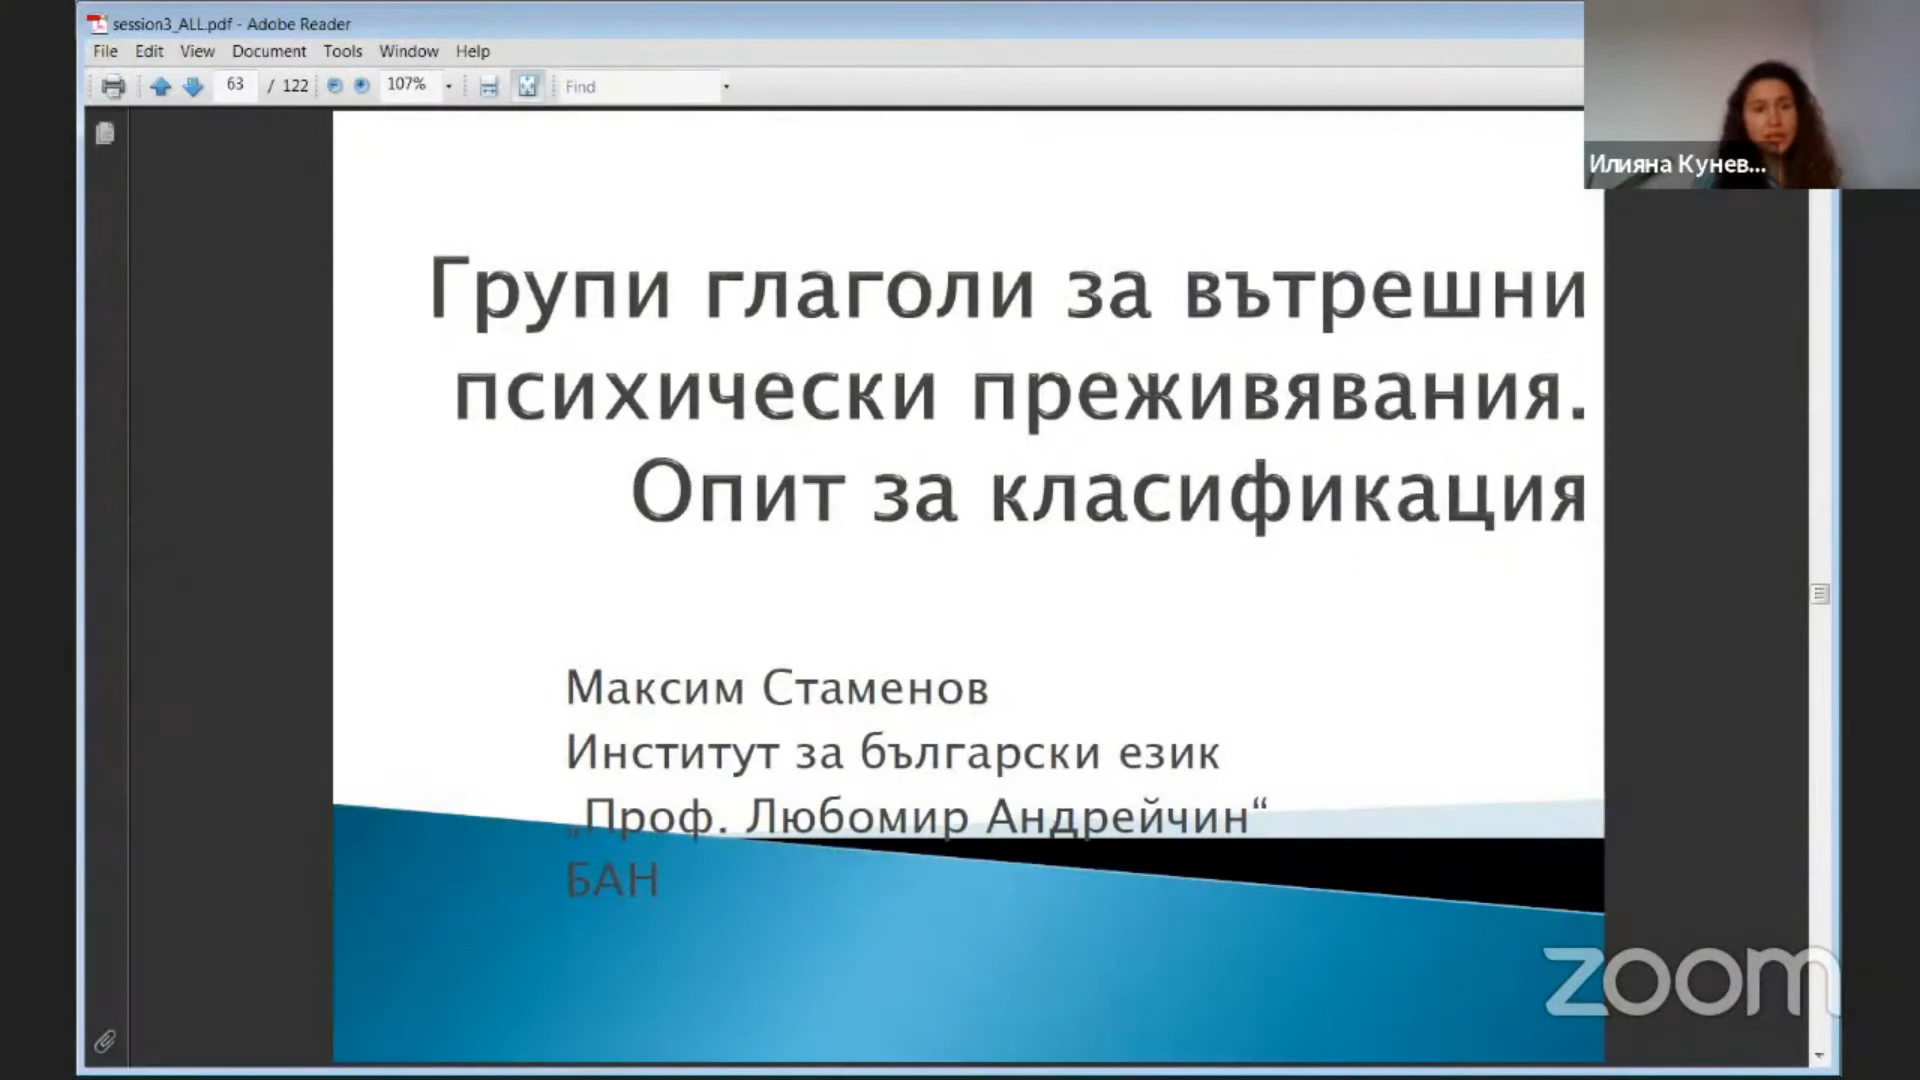 session3_ALL.pdf - Adobe Reader
File Edit View Document Tools Window Help
63 / 122 107% Find
Илияна Кунев...
Групи глаголи за вътрешни
психически преживявания.
Опит за класификация
Максим Стаменов
Институт за български език
„Проф. Любомир Андрейчин“
БАН
zoom